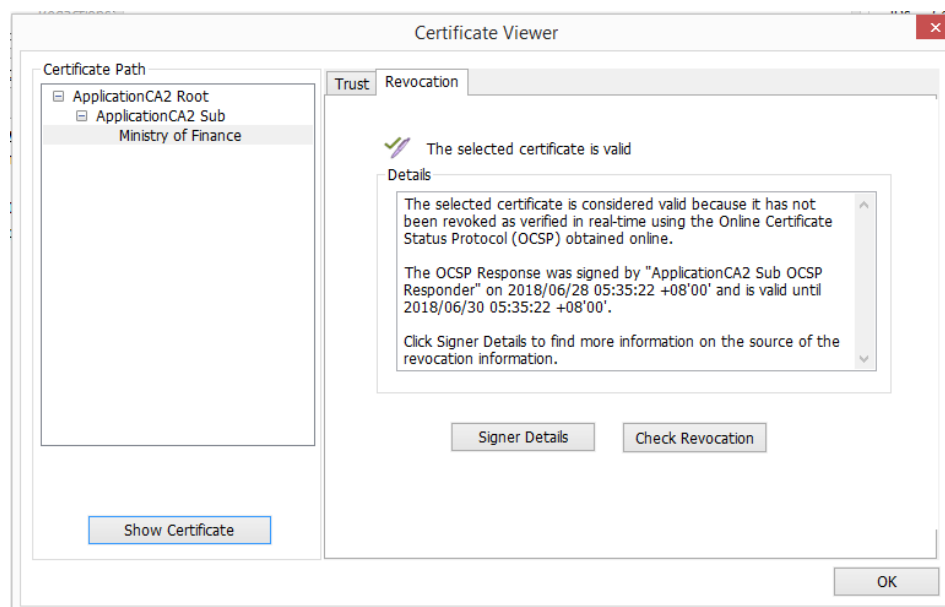 Certificate Viewer
Certificate Path
ApplicationCA2 Root
ApplicationCA2 Sub
Ministry of Finance
Show Certificate
Trust
Revocation
The selected certificate is valid
Details
The selected certificate is considered valid because it has not
been revoked as verified in real-time using the Online Certificate
Status Protocol (OCSP) obtained online.
The OCSP Response was signed by "ApplicationCA2 Sub OCSP
Responder" on 2018/06/28 05:35:22 +08'00' and is valid until
2018/06/30 05:35:22 +08'00'.
Click Signer Details to find more information on the source of the
revocation information.
Signer Details
Check Revocation
OK